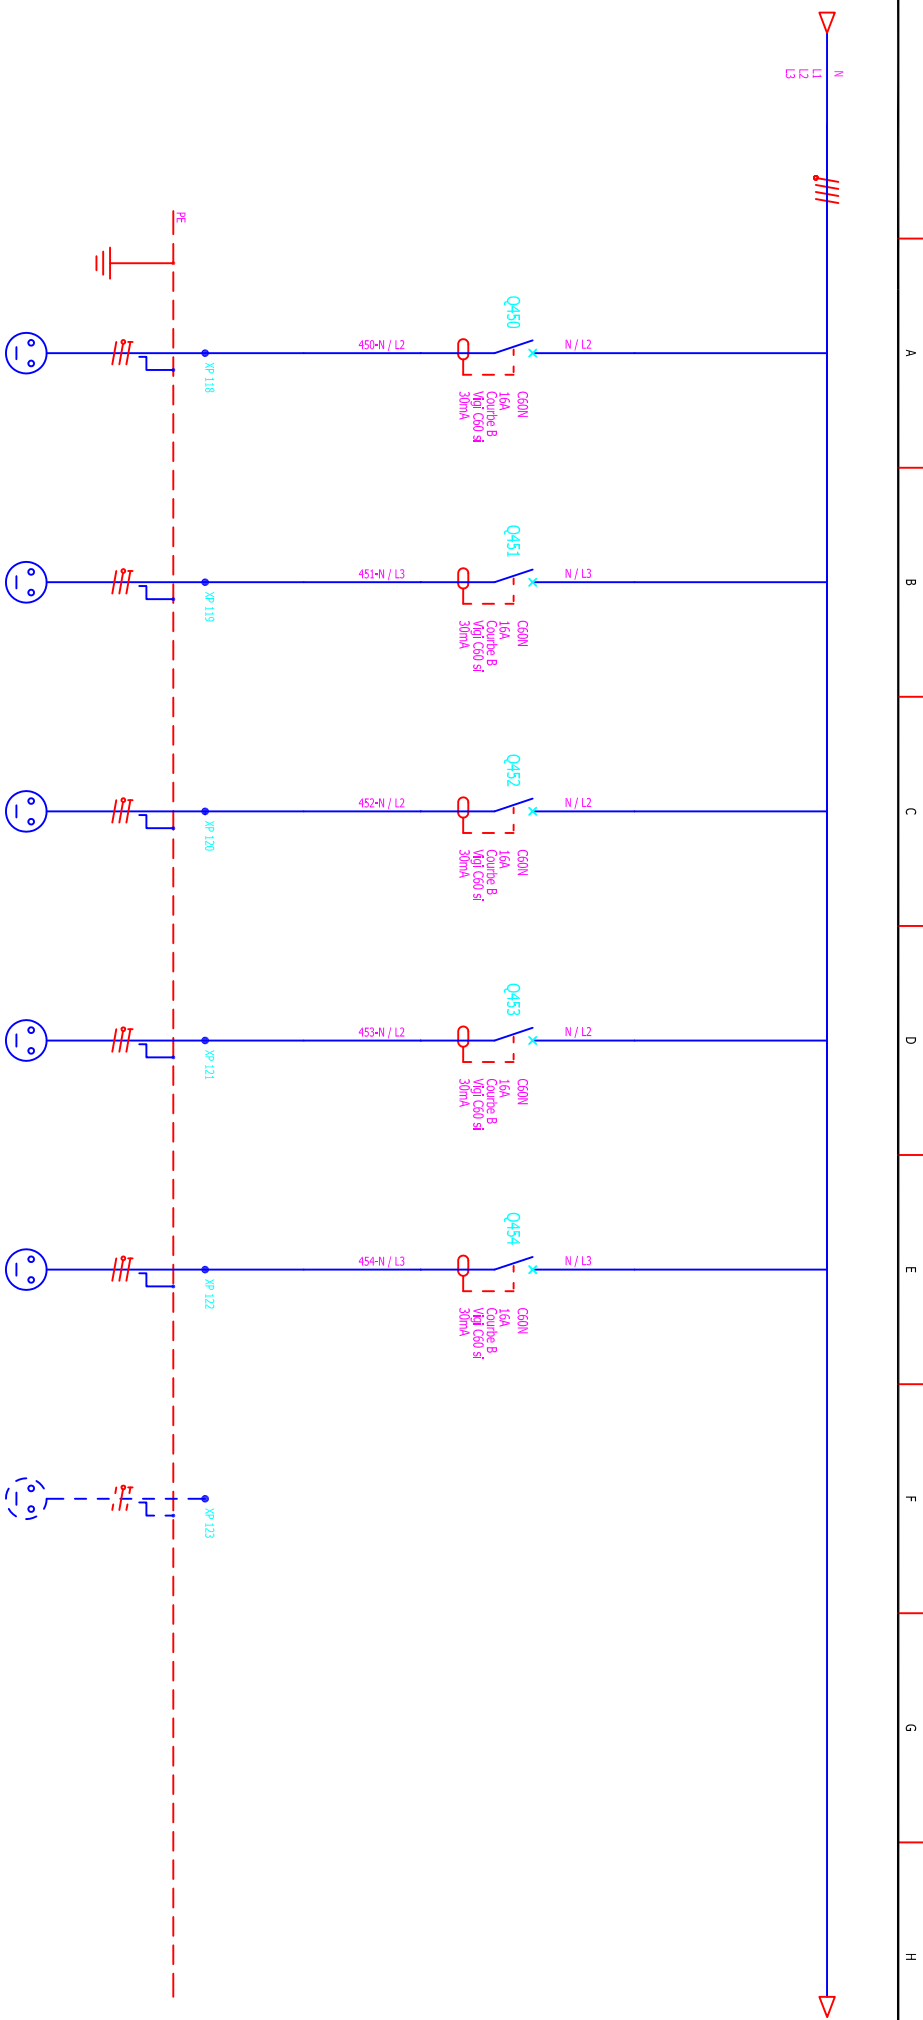 A
B
C
D
E
F
G
H
N
L1
L2
L3
N / L2
N / L3
N / L2
N / L2
N / L3
Q450
C60N
16A
Courbe B
Vigi C60 si
30mA
Q451
C60N
16A
Courbe B
Vigi C60 si
30mA
Q452
C60N
16A
Courbe B
Vigi C60 si
30mA
Q453
C60N
16A
Courbe B
Vigi C60 si
30mA
Q454
C60N
16A
Courbe B
Vigi C60 si
30mA
450-N / L2
451-N / L3
452-N / L2
453-N / L2
454-N / L3
XP 118
XP 119
XP 120
XP 121
XP 122
XP 123
PE